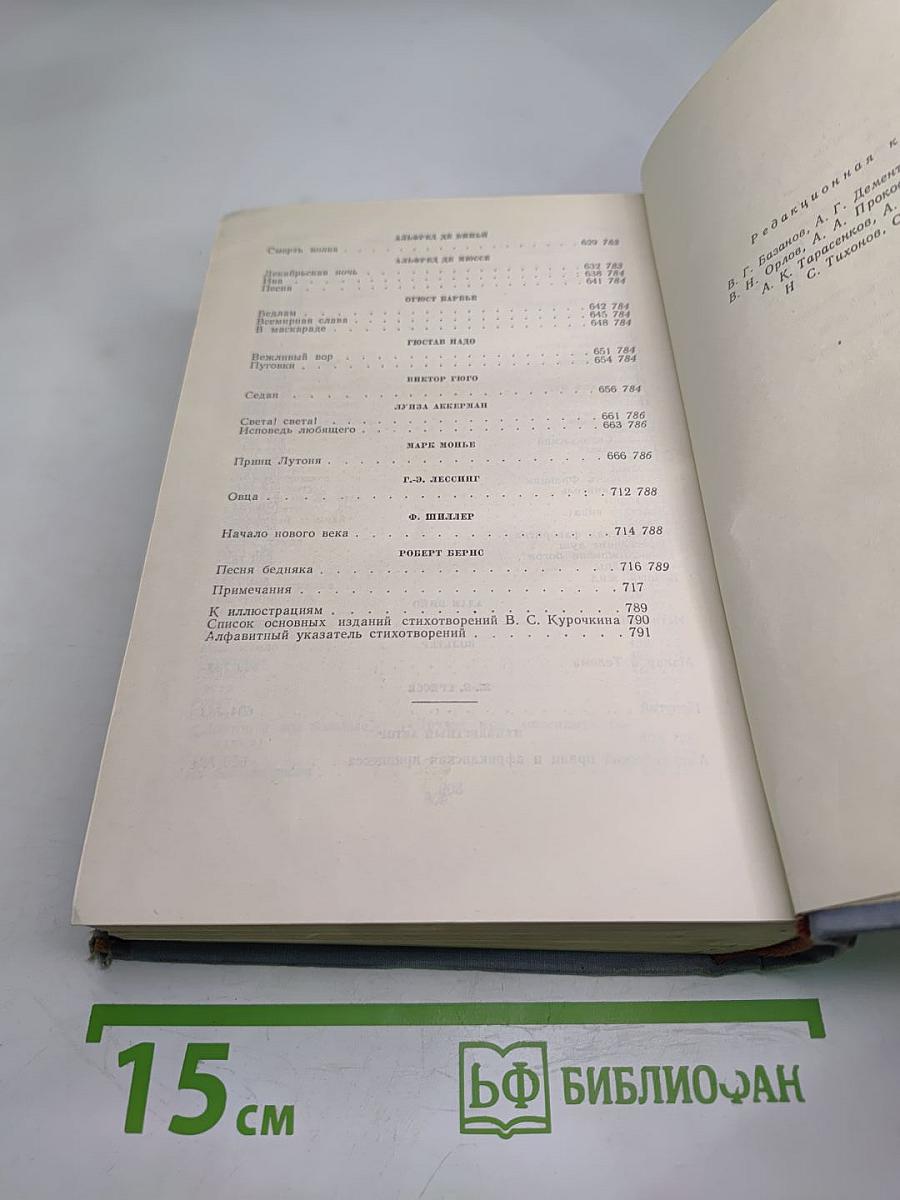 АЛЬФРЕД ДЕ ВИНЬИ
Смерть волка . . . . . . . . . . . . . . . . 629 783
АЛЬФРЕД ДЕ МЮССЕ
Декабрьская ночь . . . . . . . . . . . . . . 632 783
Ива . . . . . . . . . . . . . . . . . . . . 638 784
Песня . . . . . . . . . . . . . . . . . . . 641 784
ОГЮСТ БАРБЬЕ
Бедлам . . . . . . . . . . . . . . . . . . . 642 784
Всемирная слава . . . . . . . . . . . . . . 645 784
В маскараде . . . . . . . . . . . . . . . . 648 784
ГЮСТАВ НАДО
Вежливый вор . . . . . . . . . . . . . . . . 651 784
Пуговки . . . . . . . . . . . . . . . . . . 654 784
ВИКТОР ГЮГО
Седан . . . . . . . . . . . . . . . . . . . 656 784
ЛУИЗА АККЕРМАН
Света! света! . . . . . . . . . . . . . . . 661 786
Исповедь любящего . . . . . . . . . . . . . 663 786
МАРК МОНЬЕ
Принц Лутоня . . . . . . . . . . . . . . . . 666 786
Г.-Э. ЛЕССИНГ
Овца . . . . . . . . . . . . . . . . . . : . 712 788
Ф. ШИЛЛЕР
Начало нового века . . . . . . . . . . . . . 714 788
РОБЕРТ БЕРНС
Песня бедняка . . . . . . . . . . . . . . . 716 789
Примечания . . . . . . . . . . . . . . . . . 717
К иллюстрациям . . . . . . . . . . . . . . . 789
Список основных изданий стихотворений В. С. Курочкина 790
Алфавитный указатель стихотворений . . . . . . . . . 791
Редакционная
В. Г. Базанов, А. Г.
В. Н. Орлов, А. А.
А. К. Тарасенков, А.
Н. С. Тихонов, С.
15 см
БФ БИБЛИОФАН